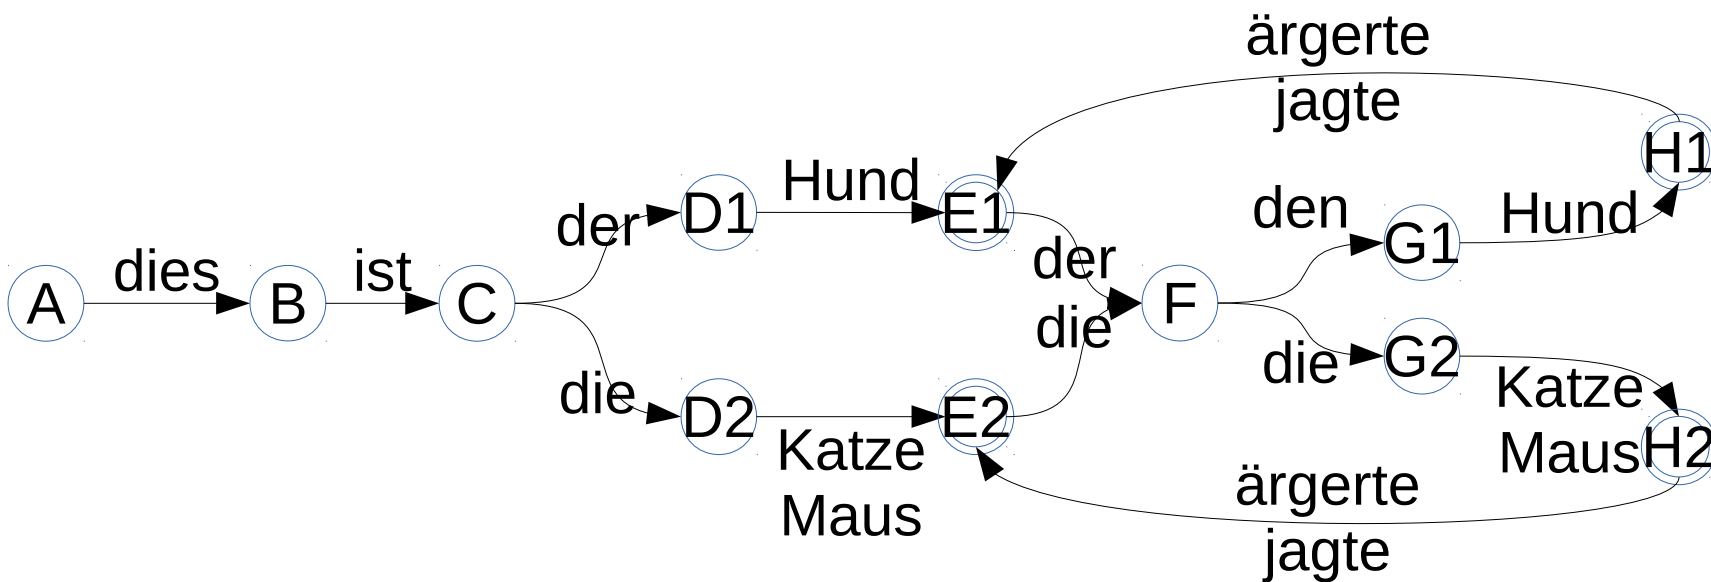 ärgerte
jagte
H1
Hund
D1
Hund
E1
den
G1
der
der
A
dies
B
ist
C
F
die
die
G2
Katze
Maus
H2
die
D2
Katze
Maus
E2
ärgerte
jagte